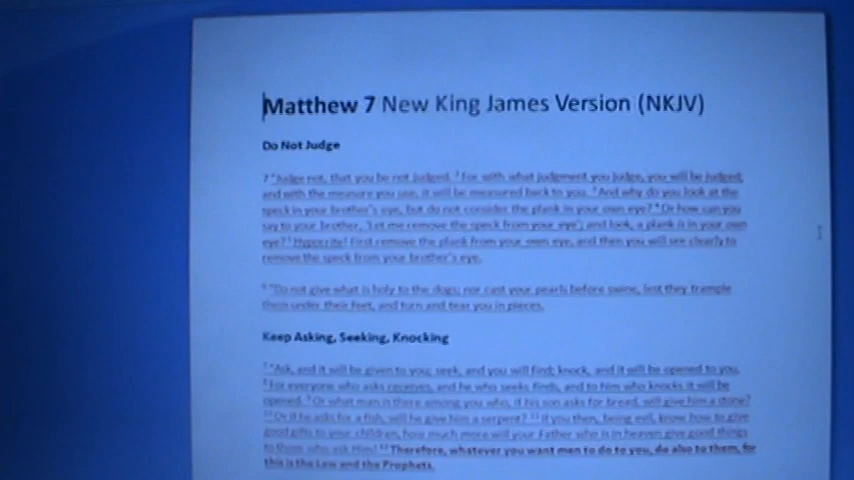 Matthew 7 New King James Version (NKJV)
Do Not Judge
7 "Judge not, that you be not judged. 2 For with what judgment you judge, you will be judged;
and with the measure you use, it will be measured back to you. 3 And why do you look at the
speck in your brother's eye, but do not consider the plank in your own eye? 4 Or how can you
say to your brother, 'Let me remove the speck from your eye'; and look, a plank is in your own
eye? 5 Hypocrite! First remove the plank from your own eye, and then you will see clearly to
remove the speck from your brother's eye.
6 "Do not give what is holy to the dogs; nor cast your pearls before swine, lest they trample
them under their feet, and turn and tear you in pieces.
Keep Asking, Seeking, Knocking
7 "Ask, and it will be given to you; seek, and you will find; knock, and it will be opened to you.
8 For everyone who asks receives, and he who seeks finds, and to him who knocks it will be
opened. 9 Or what man is there among you who, if his son asks for bread, will give him a stone?
10 Or if he asks for a fish, will he give him a serpent? 11 If you then, being evil, know how to give
good gifts to your children, how much more will your Father who is in heaven give good things
to those who ask Him! 12 Therefore, whatever you want men to do to you, do also to them, for
this is the Law and the Prophets.